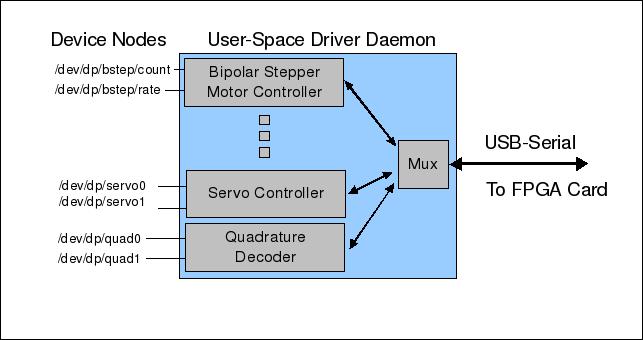 Device Nodes
User-Space Driver Daemon
/dev/dp/bstep/count
/dev/dp/bstep/rate
Bipolar Stepper
Motor Controller
/dev/dp/servo0
/dev/dp/servo1
Servo Controller
/dev/dp/quad0
/dev/dp/quad1
Quadrature
Decoder
Mux
USB-Serial
To FPGA Card